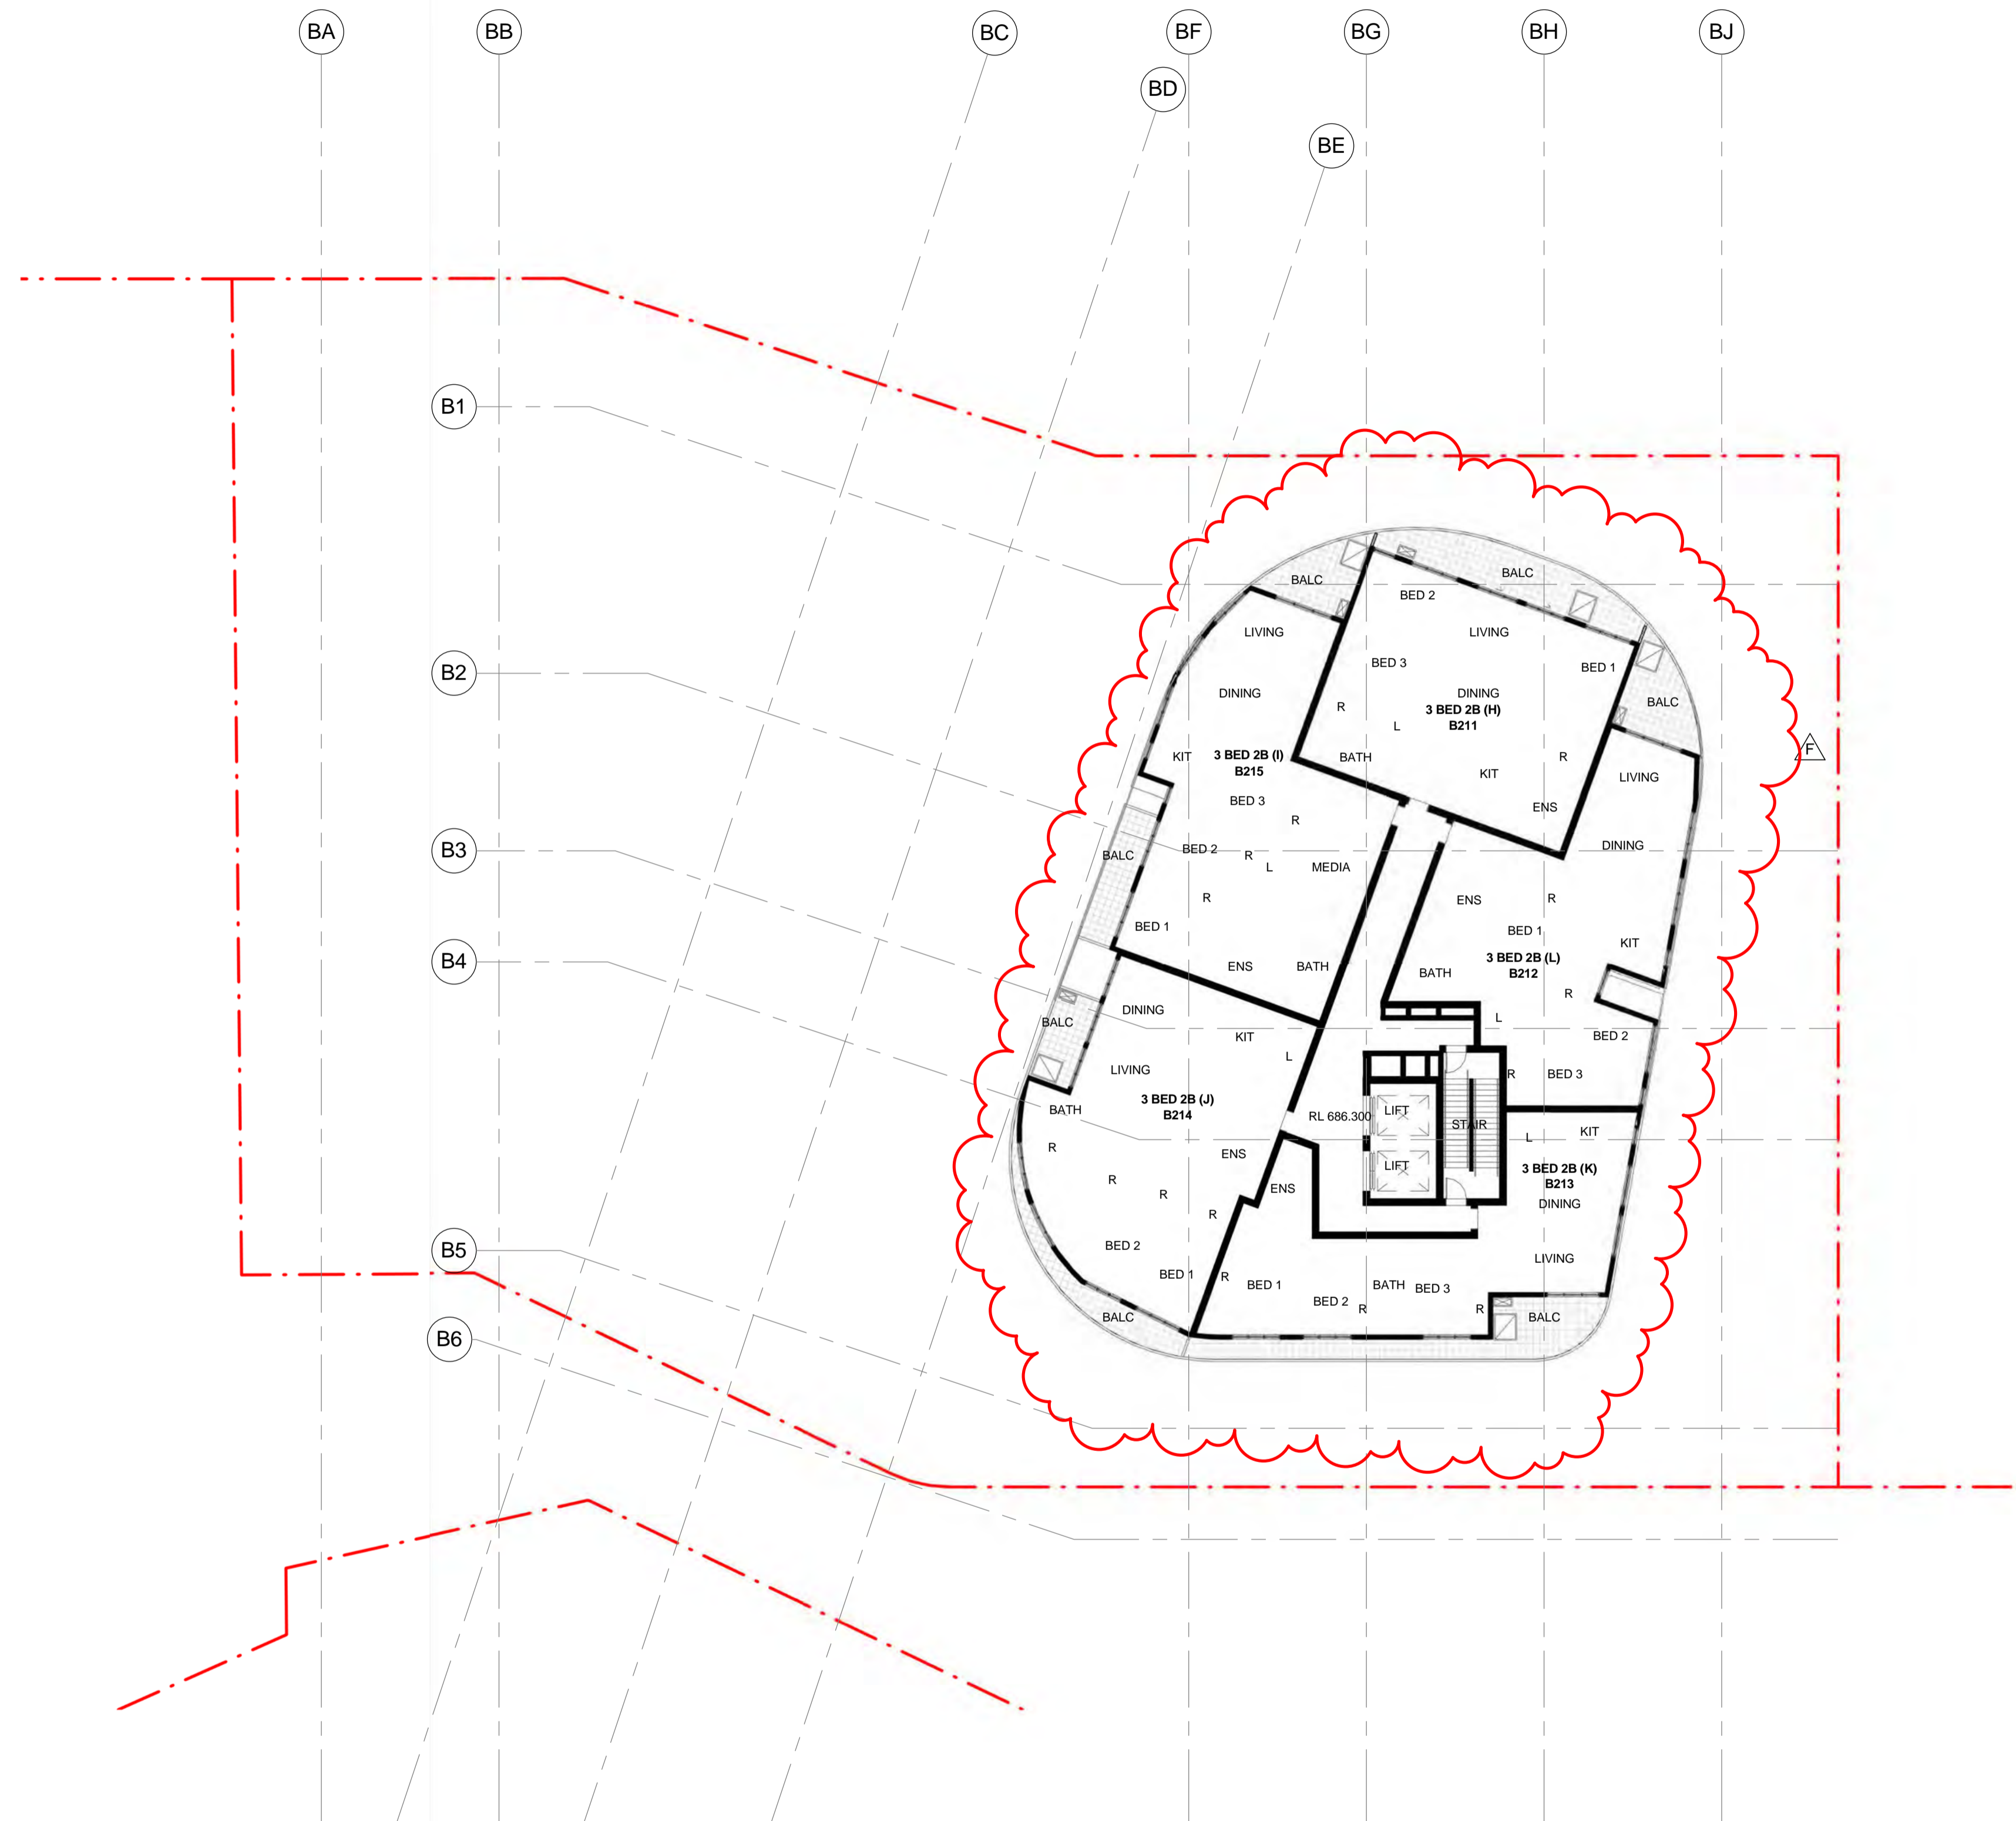 BA
BB
BC
BF
BG
BH
BJ
BD
BE
B1
B2
B3
B4
B5
B6
F
BALC
BALC
BED 2
LIVING
LIVING
BED 3
BED 1
DINING
DINING
BALC
R
3 BED 2B (H)
B211
L
KIT
3 BED 2B (I)
B215
BATH
R
KIT
LIVING
BED 3
ENS
R
DINING
BED 2
BALC
R
L
MEDIA
R
ENS
R
BED 1
BED 1
KIT
3 BED 2B (L)
B212
ENS
BATH
BATH
R
DINING
L
BALC
KIT
BED 2
L
LIVING
R
BED 3
3 BED 2B (J)
B214
BATH
RL 686.300
LIFT
STAIR
L
KIT
R
ENS
LIFT
3 BED 2B (K)
B213
R
R
ENS
DINING
R
BED 2
LIVING
BED 1
R
BED 1
BATH
BED 3
BED 2
R
R
BALC
BALC